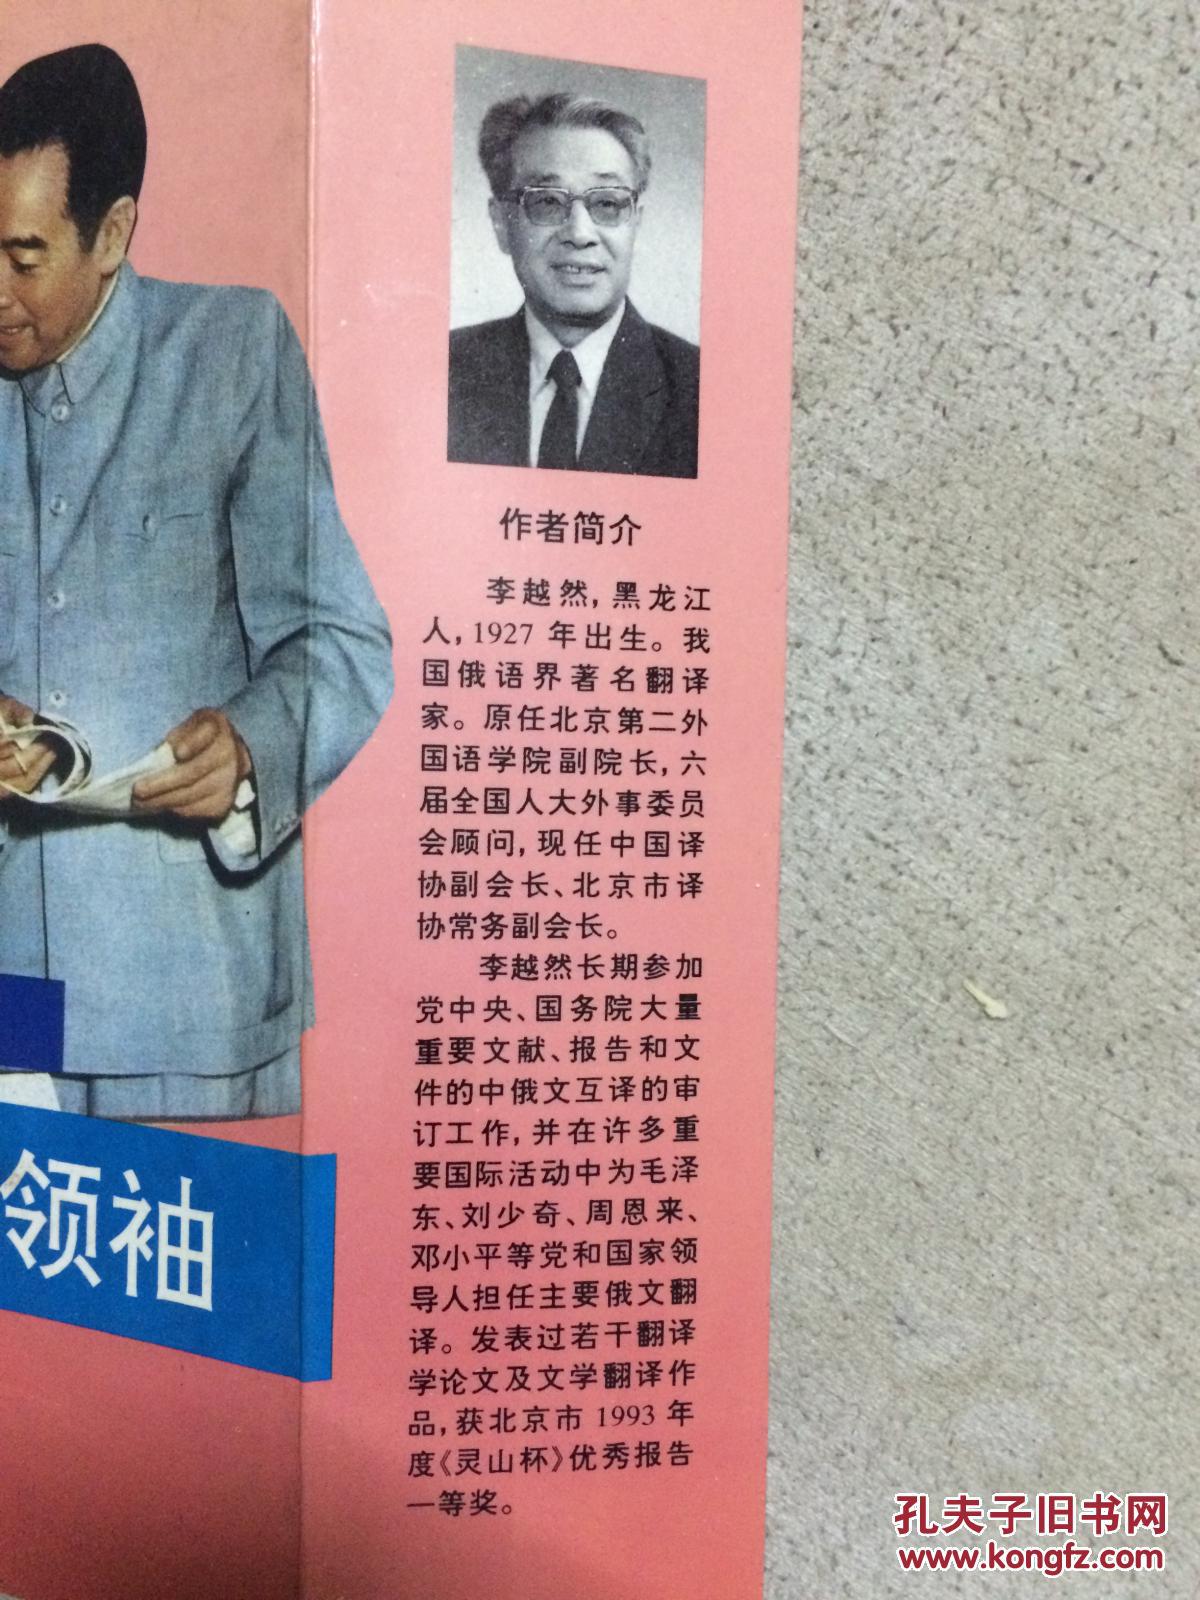 作者简介
李越然，黑龙江
人，1927 年出生。我
国俄语界著名翻译
家。原任北京第二外
国语学院副院长，六
届全国人大外事委员
会顾问，现任中国译
协副会长、北京市译
协常务副会长。
李越然长期参加
党中央、国务院大量
重要文献、报告和文
件的中俄文互译的审
订工作，并在许多重
要国际活动中为毛泽
东、刘少奇、周恩来、
邓小平等党和国家领
导人担任主要俄文翻
译。发表过若干翻译
学论文及文学翻译作
品，获北京市 1993 年
度《灵山杯》优秀报告
一等奖。
领袖
孔夫子旧书网
www.kongfz.com